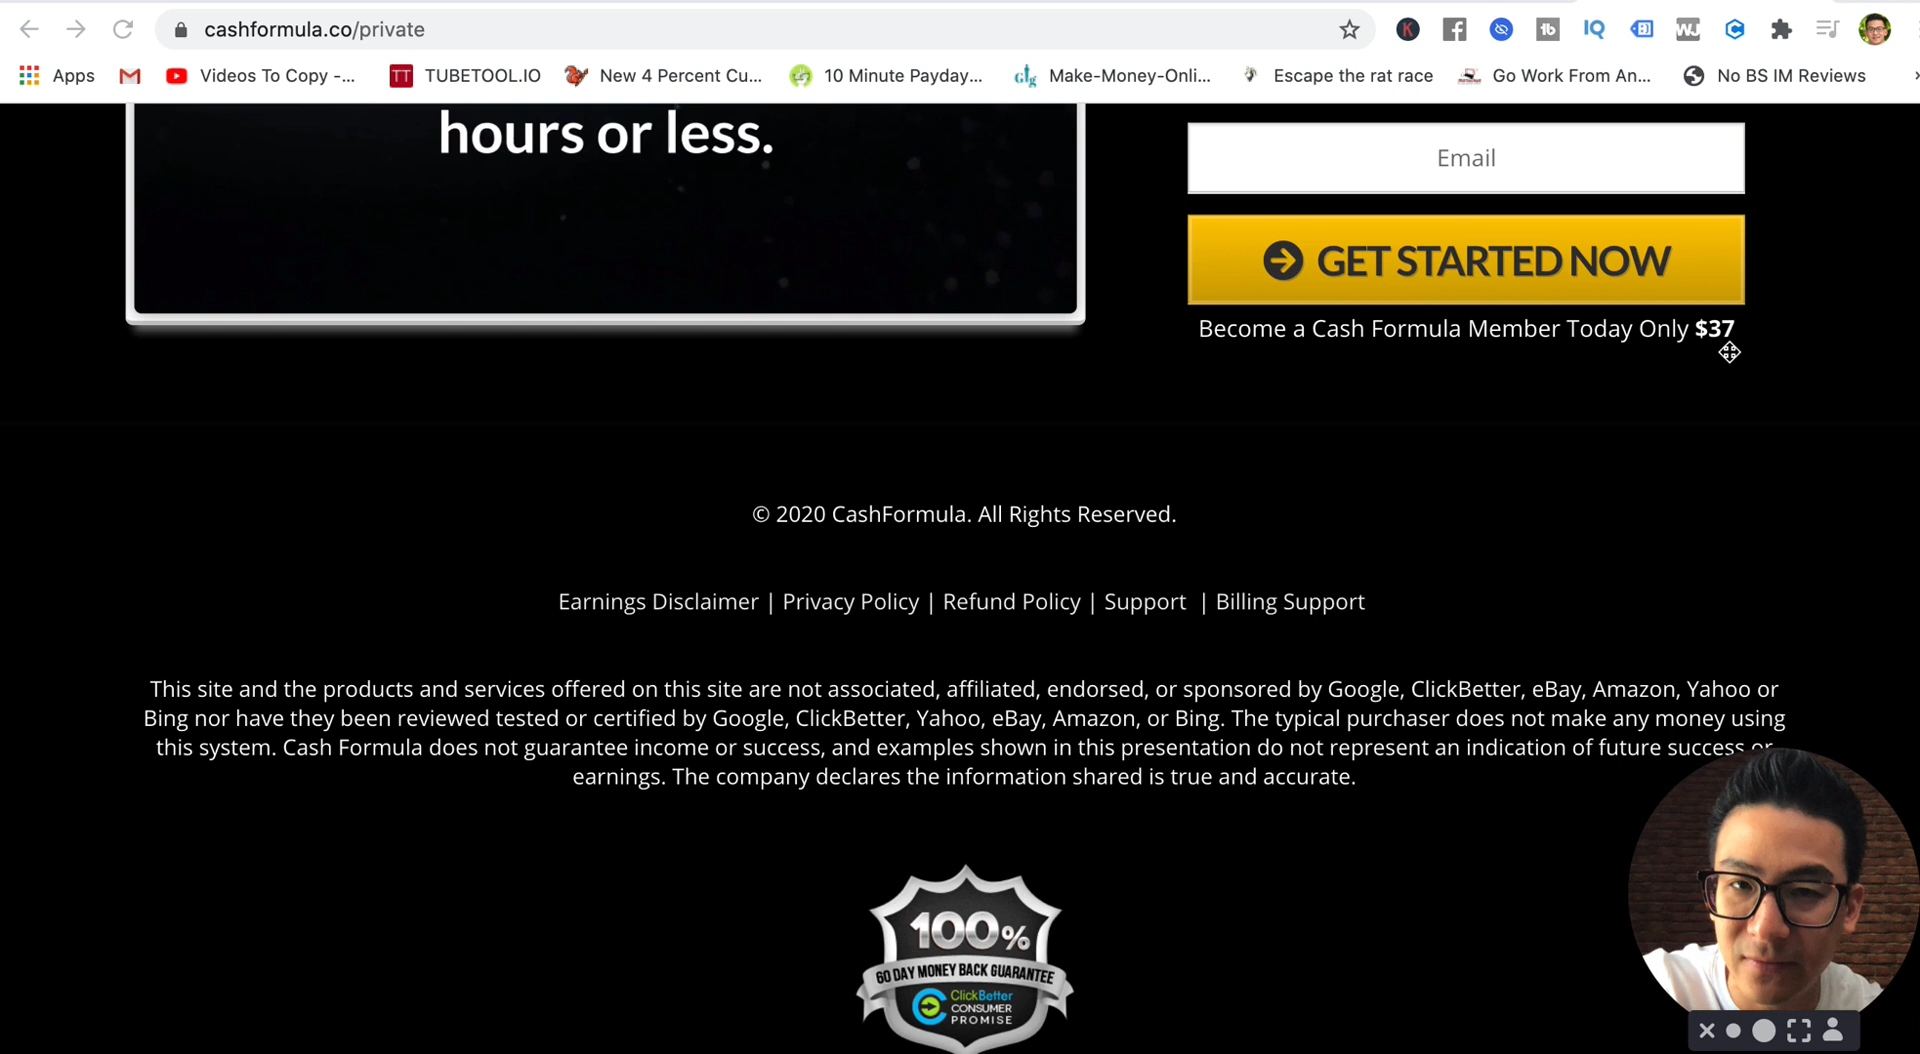 cashformula.co/private
K
tb
IQ
WJ
Apps
Videos To Copy -...
TT
TUBETOOL.IO
New 4 Percent Cu...
10 Minute Payday...
Make-Money-Onli...
Escape the rat race
Go Work From An...
No BS IM Reviews
hours or less.
Email
GET STARTED NOW
Become a Cash Formula Member Today Only $37
© 2020 CashFormula. All Rights Reserved.
Earnings Disclaimer | Privacy Policy | Refund Policy | Support | Billing Support
This site and the products and services offered on this site are not associated, affiliated, endorsed, or sponsored by Google, ClickBetter, eBay, Amazon, Yahoo or
Bing nor have they been reviewed tested or certified by Google, ClickBetter, Yahoo, eBay, Amazon, or Bing. The typical purchaser does not make any money using
this system. Cash Formula does not guarantee income or success, and examples shown in this presentation do not represent an indication of future success or
earnings. The company declares the information shared is true and accurate.
100%
60 DAY MONEY BACK GUARANTEE
ClickBetter
CONSUMER
PROMISE